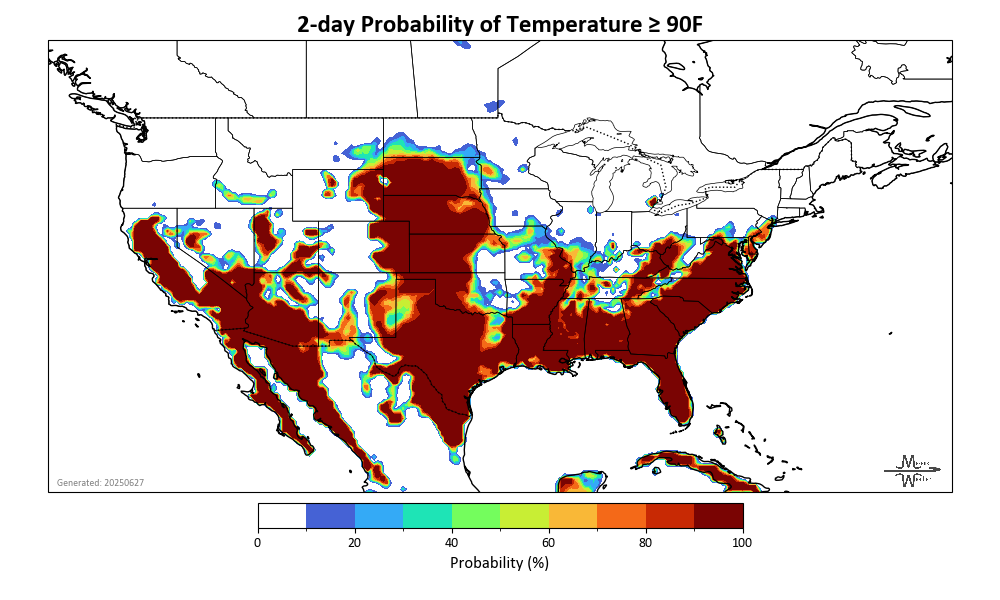 2-day Probability of Temperature ≥ 90F
Generated: 20250627
0 20 40 60 80 100
Probability (%)